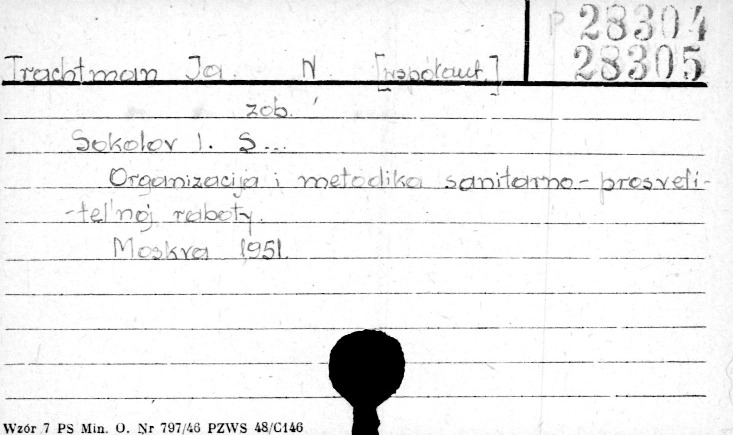 P 28304
28305
Trachtman Ja. N. [współaut.]
zob.
Sokolov I. S...
Organizacija i metodika sanitarno-prosveti-
-tel'noj raboty.
Moskva 1951.
Wzór 7 PS Min. O. Nr 797/46 PZWS 48/C146